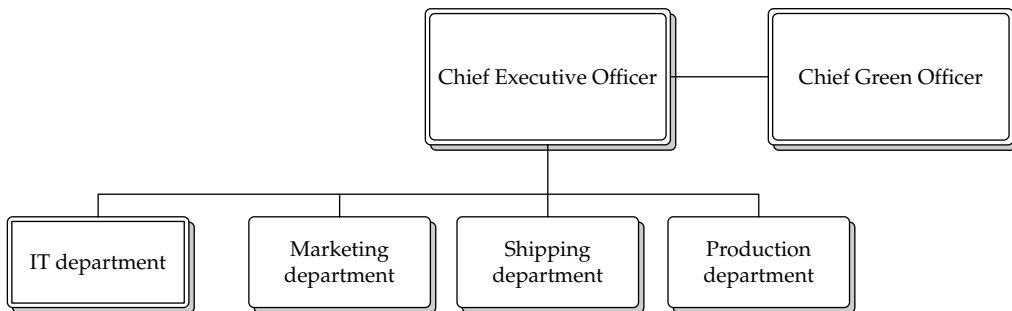 Chief Executive Officer
Chief Green Officer
IT department
Marketing
department
Shipping
department
Production
department